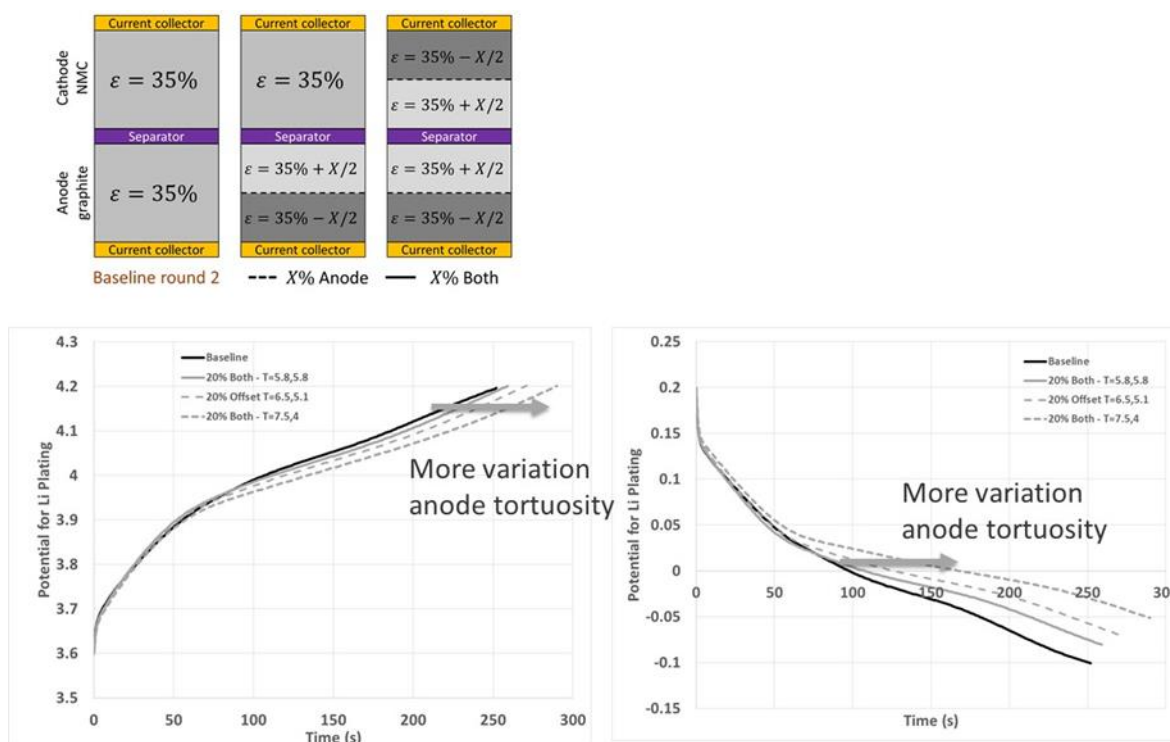 Current collector Current collector Current collector
Cathode
NMC
ε = 35% ε = 35% ε = 35% − X/2
ε = 35% + X/2
Separator Separator Separator
Anode
graphite
ε = 35% ε = 35% + X/2 ε = 35% + X/2
ε = 35% − X/2 ε = 35% − X/2
Current collector Current collector Current collector
Baseline round 2 X% Anode X% Both
Potential for Li Plating
4.3
4.2
4.1
4
3.9
3.8
3.7
3.6
3.5
Baseline
20% Both - T=5.8,5.8
20% Offset T=6.5,5.1
20% Both - T=7.5,4
More variation
anode tortuosity
0 50 100 150 200 250 300
Time (s)
Potential for Li Plating
0.25
0.2
0.15
0.1
0.05
0
-0.05
-0.1
-0.15
Baseline
20% Both - T=5.8,5.8
20% Offset T=6.5,5.1
20% Both - T=7.5,4
More variation
anode tortuosity
0 50 100 150 200 250 300
Time (s)